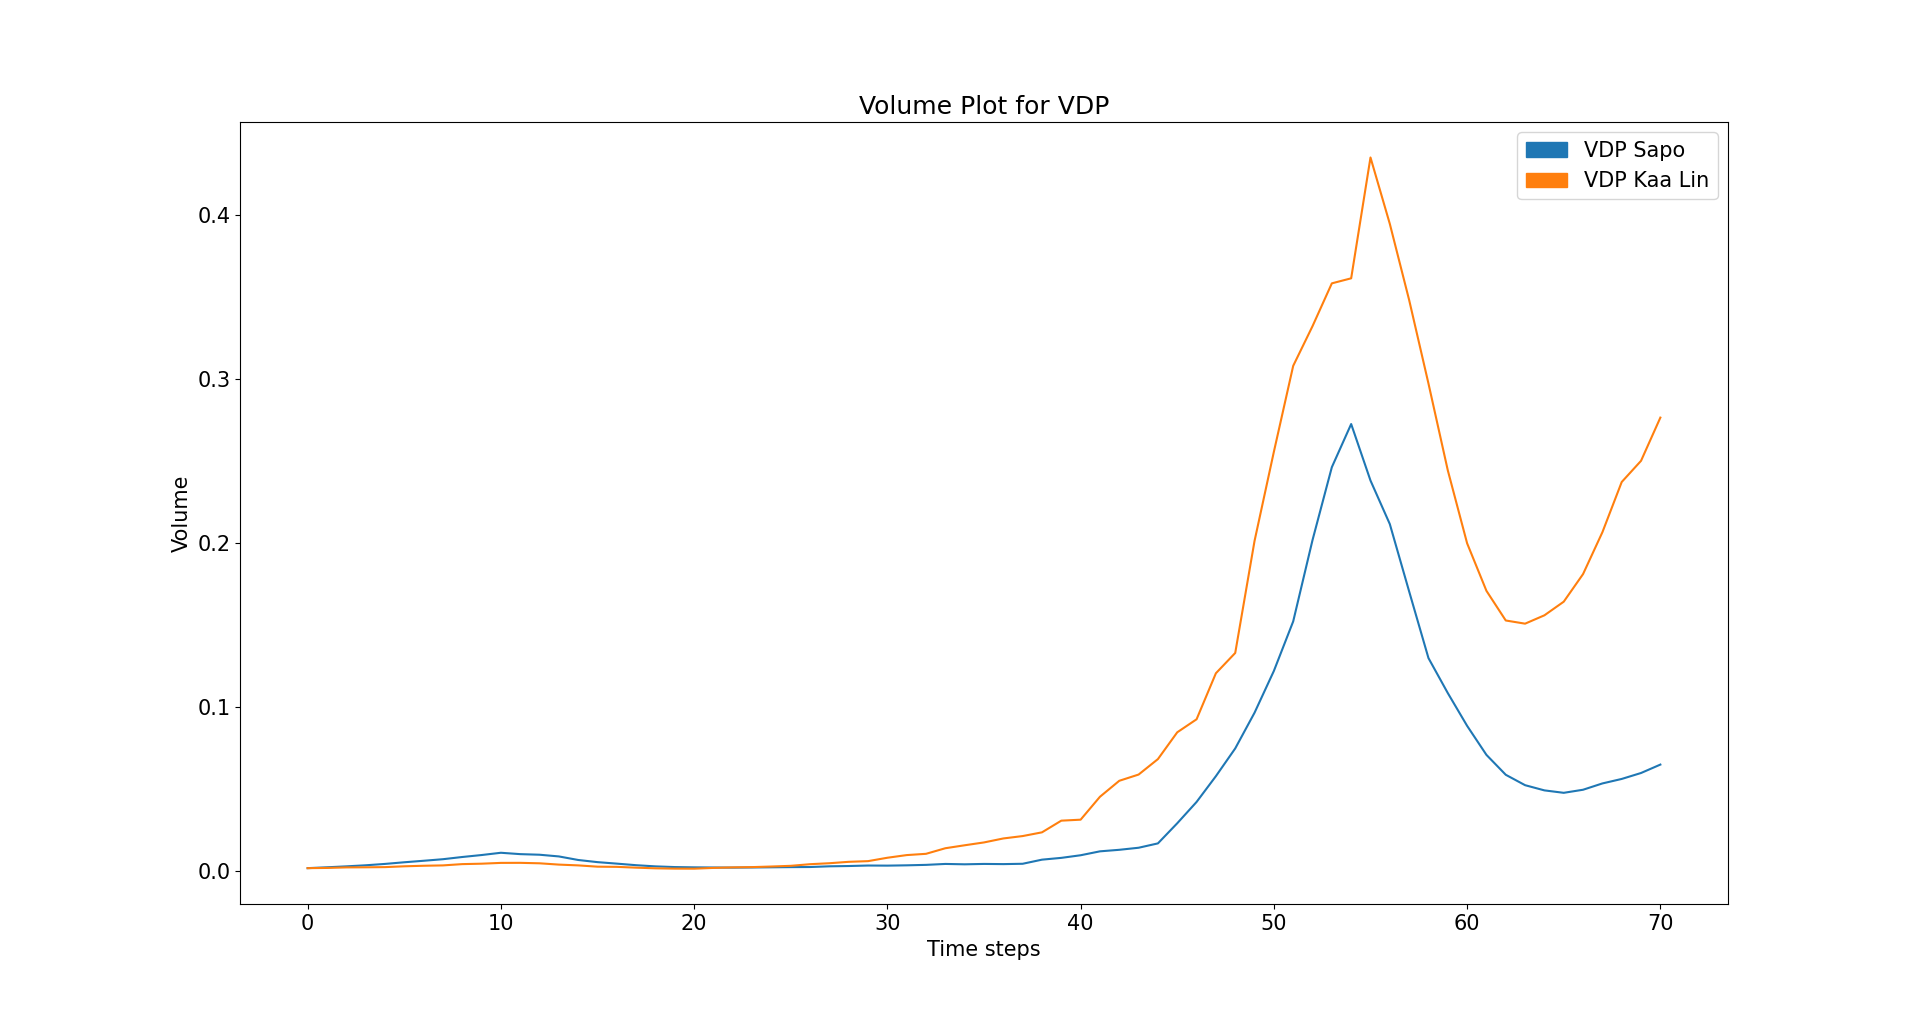 Volume Plot for VDP
VDP Sapo
VDP Kaa Lin
Volume
0.4
0.3
0.2
0.1
0.0
0 10 20 30 40 50 60 70
Time steps